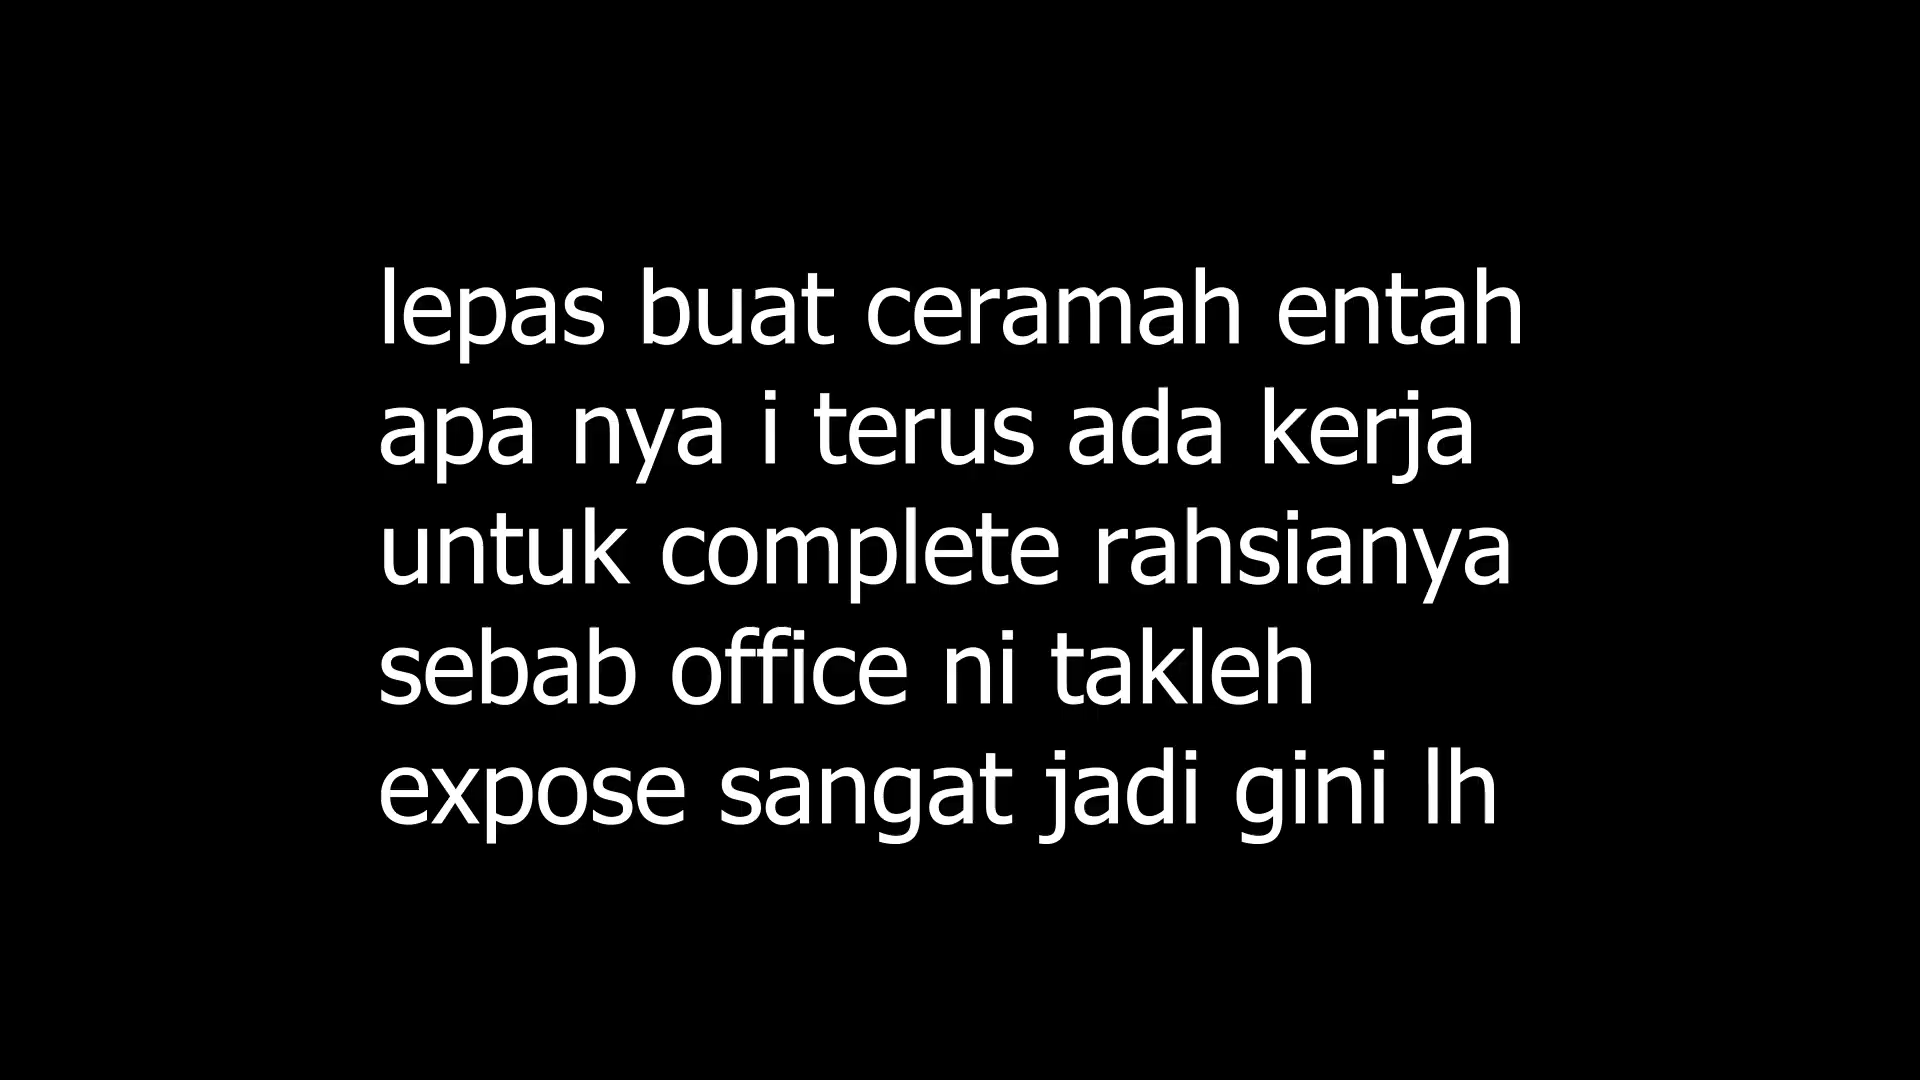 lepas buat ceramah entah
apa nya i terus ada kerja
untuk complete rahsianya
sebab office ni takleh
expose sangat jadi gini lh